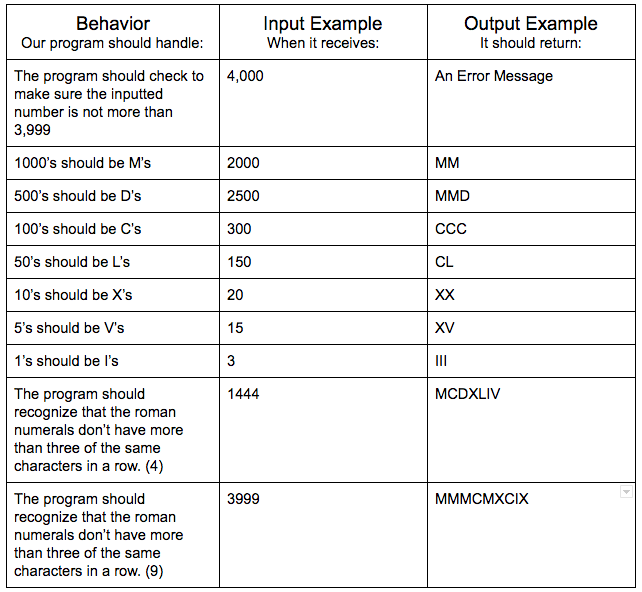 Behavior
Our program should handle:
Input Example
When it receives:
Output Example
It should return:
The program should check to
make sure the inputted
number is not more than
3,999
4,000
An Error Message
1000's should be M's
2000
MM
500's should be D's
2500
MMD
100's should be C's
300
CCC
50's should be L's
150
CL
10's should be X's
20
XX
5's should be V's
15
XV
1's should be I's
3
III
The program should
recognize that the roman
numerals don't have more
than three of the same
characters in a row. (4)
1444
MCDXLIV
The program should
recognize that the roman
numerals don't have more
than three of the same
characters in a row. (9)
3999
MMMCMXCIX